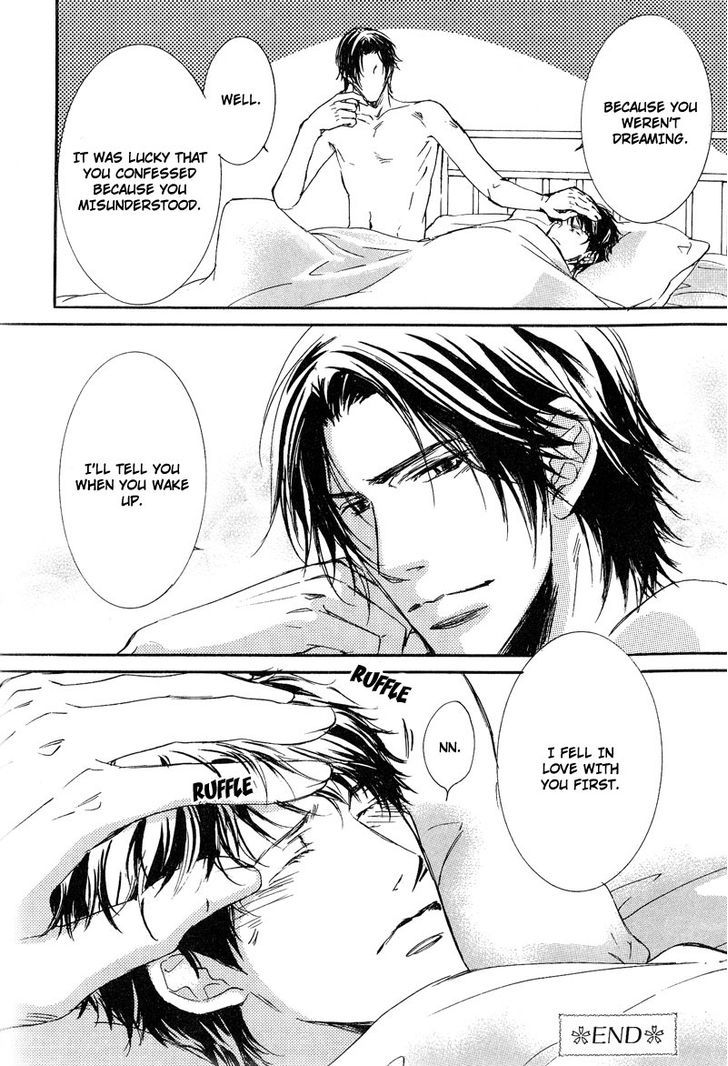 BECAUSE YOU
WEREN'T
DREAMING.
WELL.
IT WAS LUCKY THAT
YOU CONFESSED
BECAUSE YOU
MISUNDERSTOOD.
I'LL TELL YOU
WHEN YOU WAKE
UP.
I FELL IN
LOVE WITH
YOU FIRST.
RUFFLE
NN.
RUFFLE
END